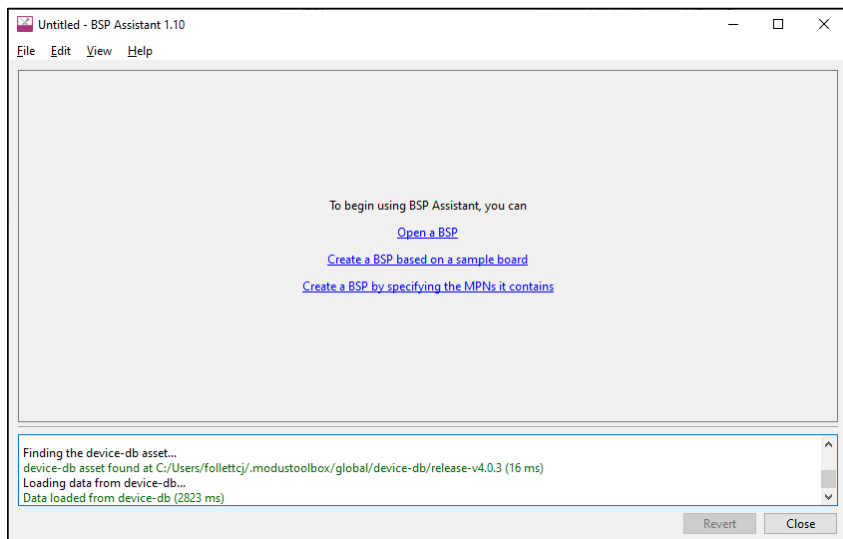 Untitled - BSP Assistant 1.10
File Edit View Help
To begin using BSP Assistant, you can
Open a BSP
Create a BSP based on a sample board
Create a BSP by specifying the MPNs it contains
Finding the device-db asset...
device-db asset found at C:/Users/follettcj/.modustoolbox/global/device-db/release-v4.0.3 (16 ms)
Loading data from device-db...
Data loaded from device-db (2823 ms)
Revert Close